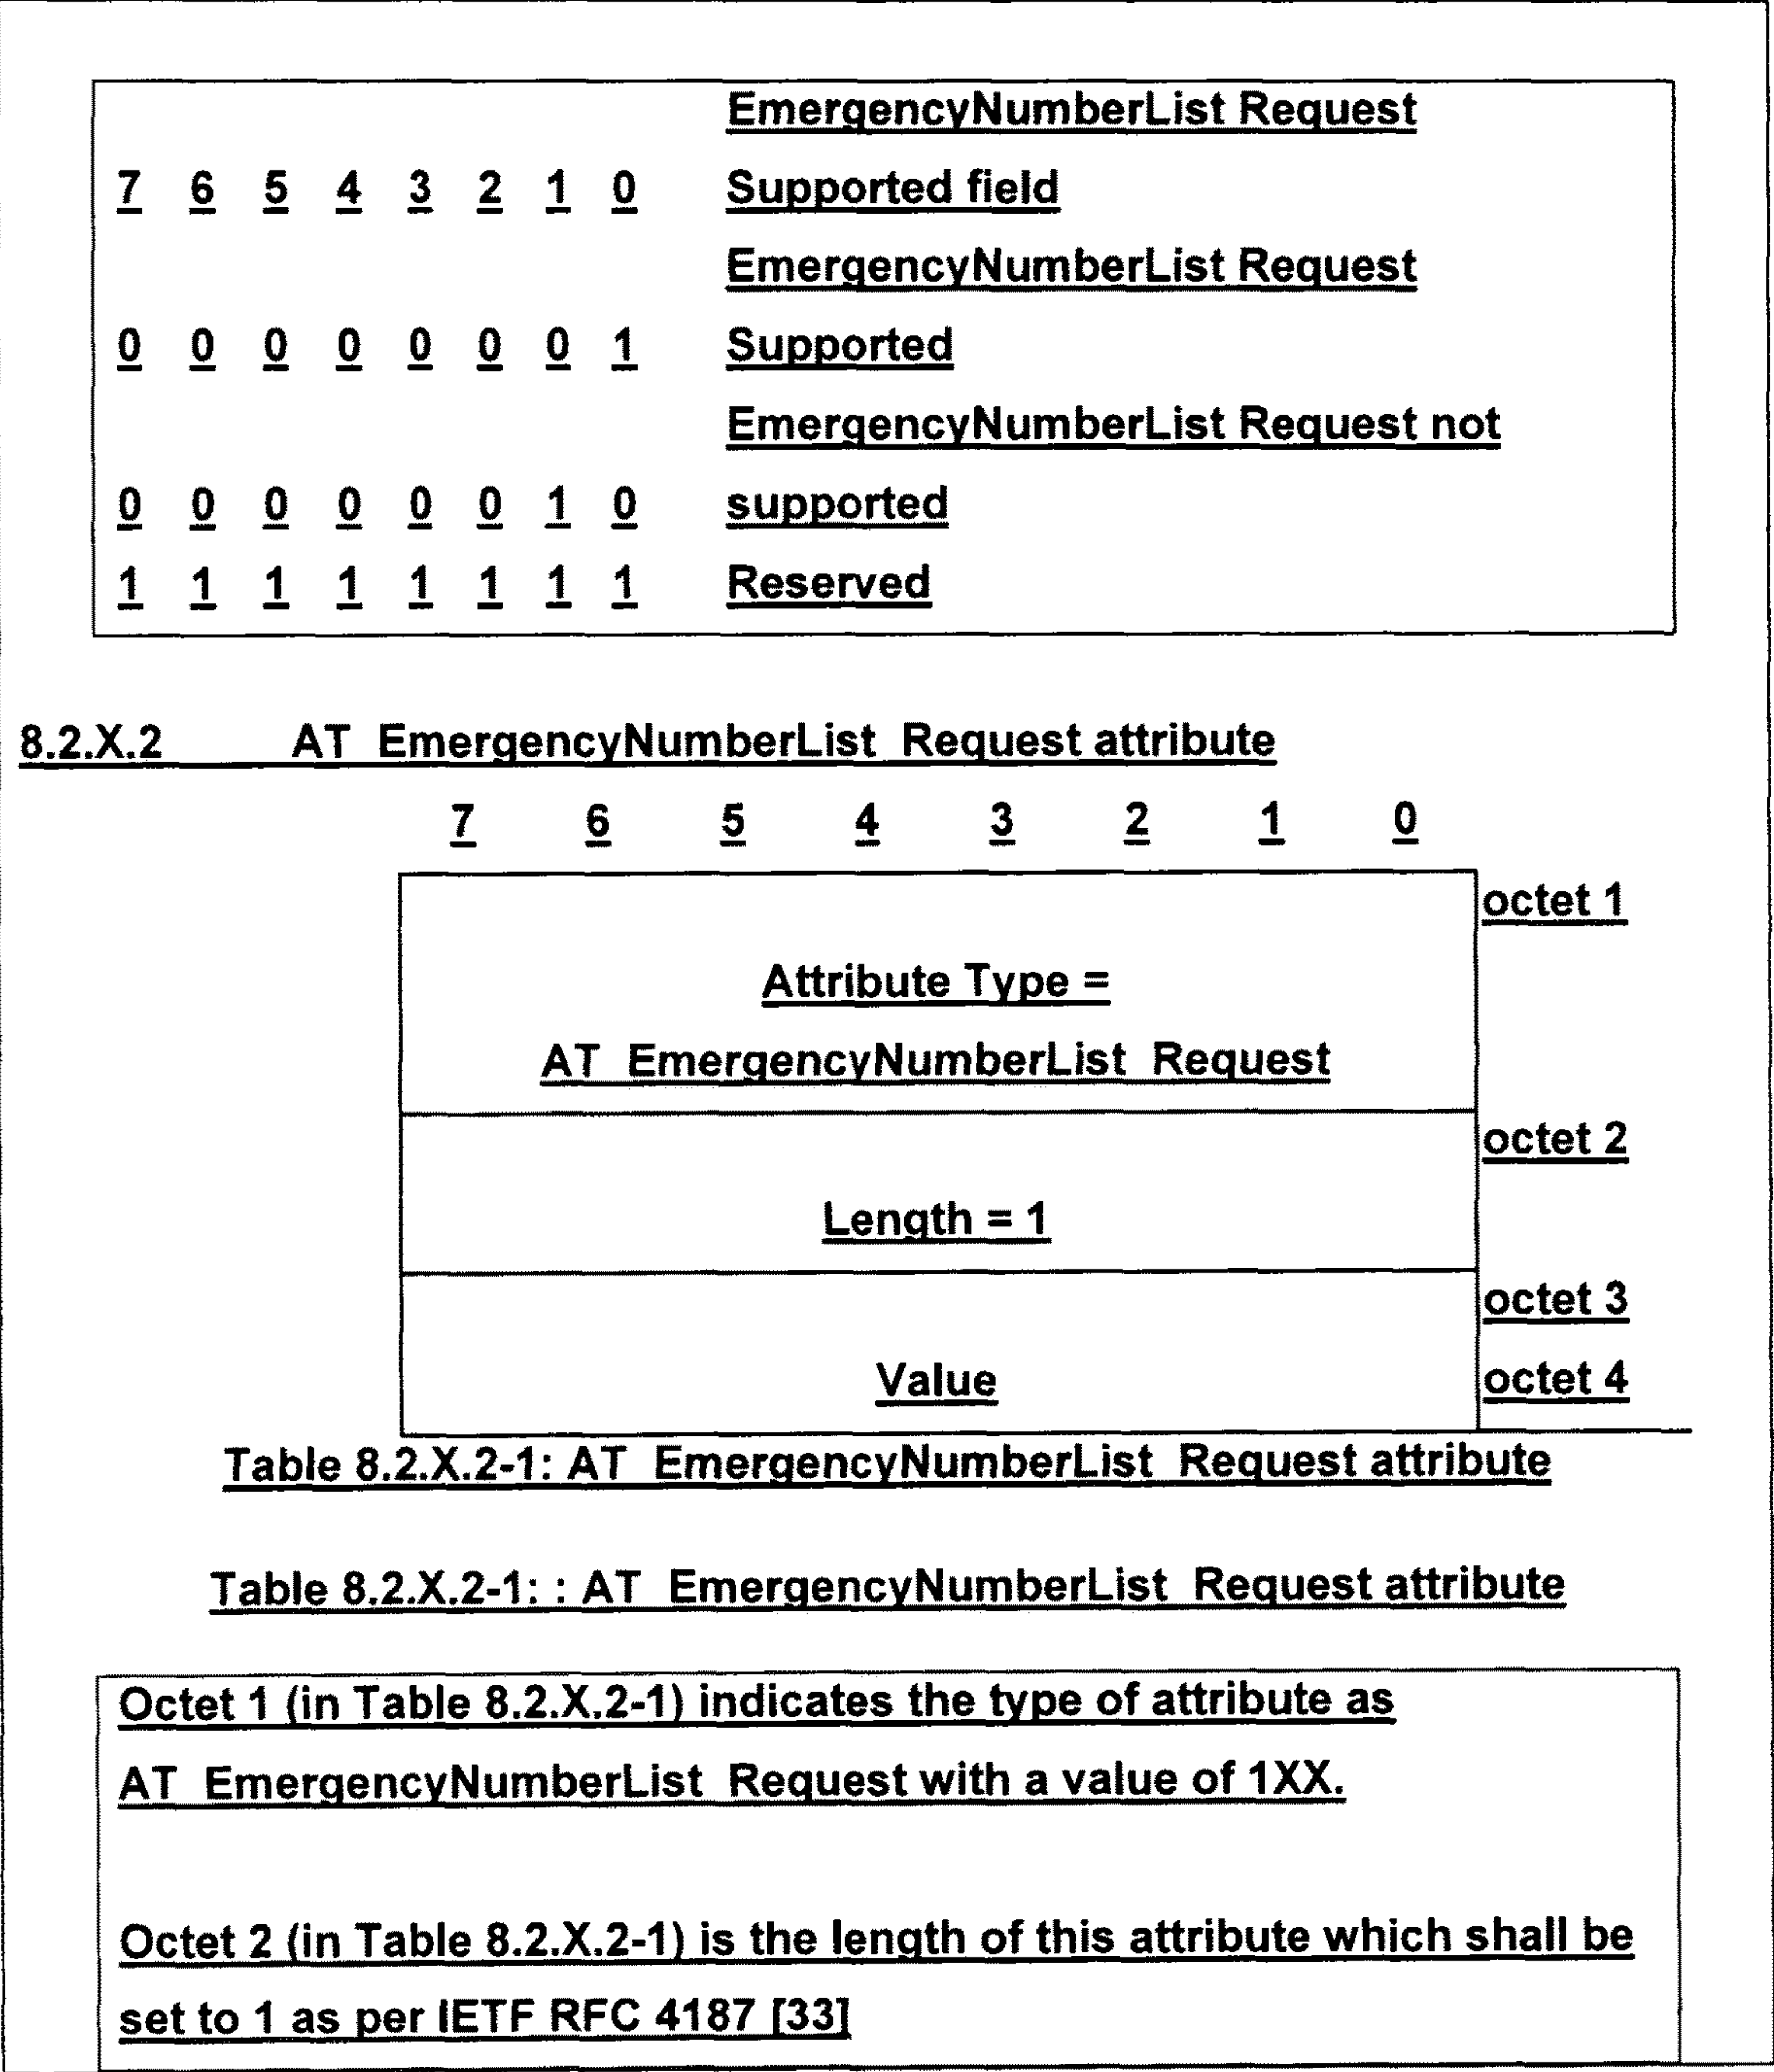 EmergencyNumberList Request
7 6 5 4 3 2 1 0 Supported field
EmergencyNumberList Request
0 0 0 0 0 0 0 1 Supported
EmergencyNumberList Request not
0 0 0 0 0 0 1 0 supported
1 1 1 1 1 1 1 1 Reserved
8.2.X.2 AT_EmergencyNumberList_Request attribute
7 6 5 4 3 2 1 0
octet 1
Attribute Type =
AT_EmergencyNumberList_Request
octet 2
Length = 1
octet 3
Value octet 4
Table 8.2.X.2-1: AT_EmergencyNumberList_Request attribute
Table 8.2.X.2-1: : AT_EmergencyNumberList_Request attribute
Octet 1 (in Table 8.2.X.2-1) indicates the type of attribute as
AT_EmergencyNumberList_Request with a value of 1XX.
Octet 2 (in Table 8.2.X.2-1) is the length of this attribute which shall be
set to 1 as per IETF RFC 4187 [33]